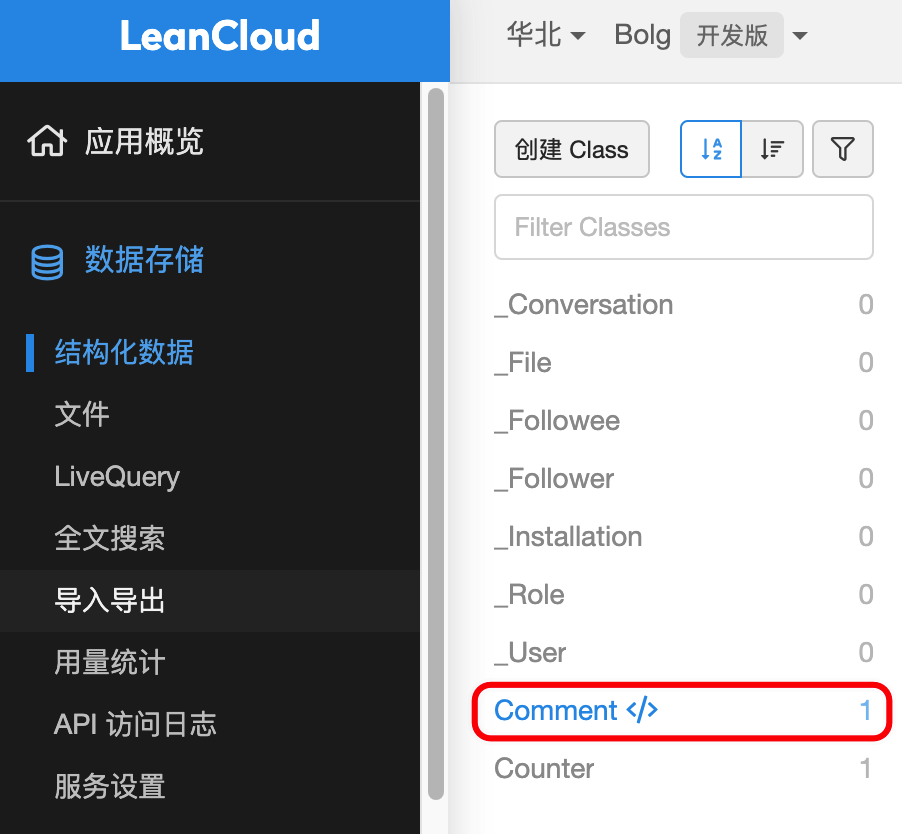 LeanCloud
华北 Bolg 开发版
应用概览
数据存储
结构化数据
文件
LiveQuery
全文搜索
导入导出
用量统计
API 访问日志
服务设置
创建 Class
Filter Classes
_Conversation 0
_File 0
_Followee 0
_Follower 0
_Installation 0
_Role 0
_User 0
Comment </> 1
Counter 1